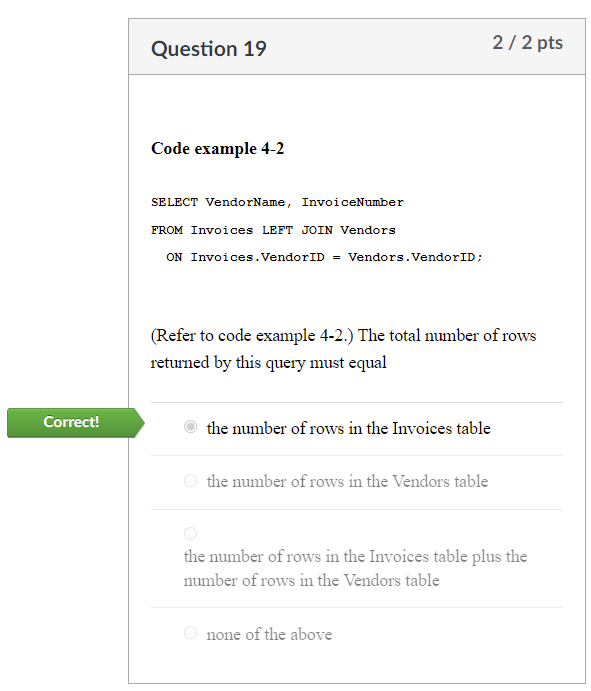 Question 19
2 / 2 pts
Code example 4-2
SELECT VendorName, InvoiceNumber
FROM Invoices LEFT JOIN Vendors
ON Invoices.VendorID = Vendors.VendorID;
(Refer to code example 4-2.) The total number of rows
returned by this query must equal
Correct!
the number of rows in the Invoices table
the number of rows in the Vendors table
the number of rows in the Invoices table plus the
number of rows in the Vendors table
none of the above